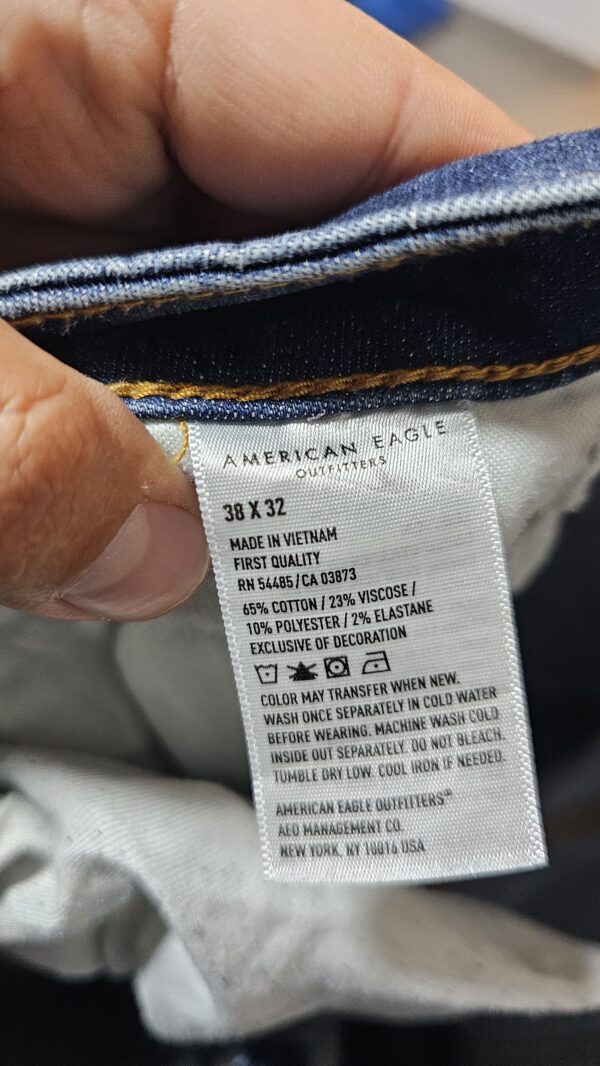 AMERICAN EAGLE
OUTFITTERS
38 X 32
MADE IN VIETNAM
FIRST QUALITY
RN 54485/CA 03873
65% COTTON / 23% VISCOSE /
10% POLYESTER / 2% ELASTANE
EXCLUSIVE OF DECORATION
COLOR MAY TRANSFER WHEN NEW.
WASH ONCE SEPARATELY IN COLD WATER
BEFORE WEARING. MACHINE WASH COLD
INSIDE OUT SEPARATELY. DO NOT BLEACH.
TUMBLE DRY LOW. COOL IRON IF NEEDED.
AMERICAN EAGLE OUTFITTERS®
AEO MANAGEMENT CO.
NEW YORK, NY 10016 USA